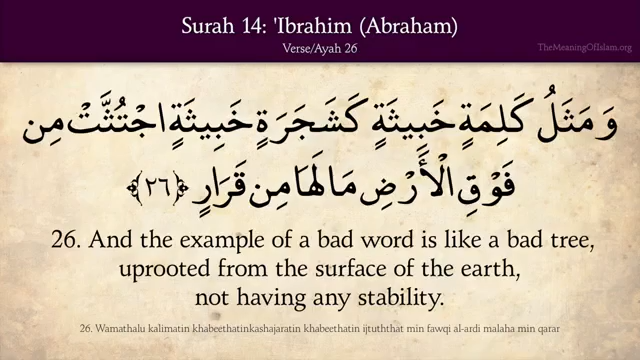 Surah 14: 'Ibrahim (Abraham)
Verse/Ayah 26
TheMeaningOfIslam.org
وَمَثَلُ كَلِمَةٍ خَبِيثَةٍ كَشَجَرَةٍ خَبِيثَةٍ اجْتُثَّتْ مِن
فَوْقِ الْأَرْضِ مَا لَهَا مِن قَرَارٍ ﴿٢٦﴾
26. And the example of a bad word is like a bad tree,
uprooted from the surface of the earth,
not having any stability.
26. Wamathalu kalimatin khabeethatinkashajaratin khabeethatin ijtuththat min fawqi al-ardi malaha min qarar